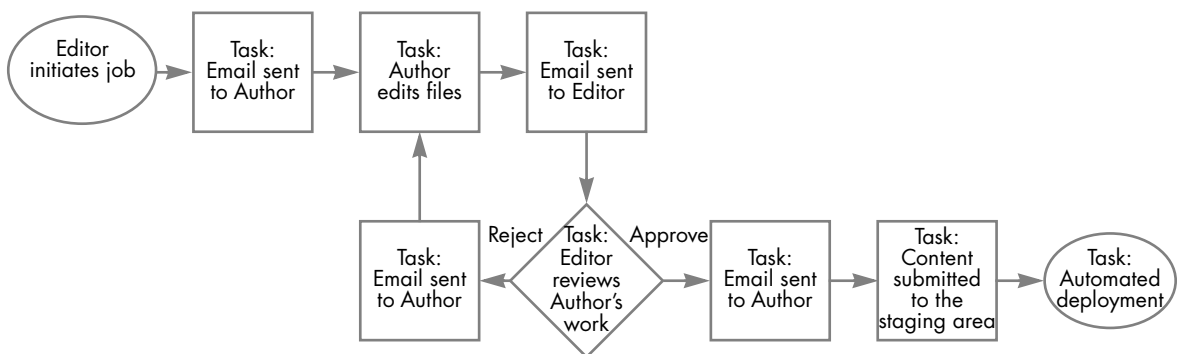 Editor
initiates job
Task:
Email sent
to Author
Task:
Author
edits files
Task:
Email sent
to Editor
Task:
Email sent
to Author
Reject
Task:
Editor
reviews
Author's
work
Approve
Task:
Email sent
to Author
Task:
Content
submitted
to the
staging area
Task:
Automated
deployment